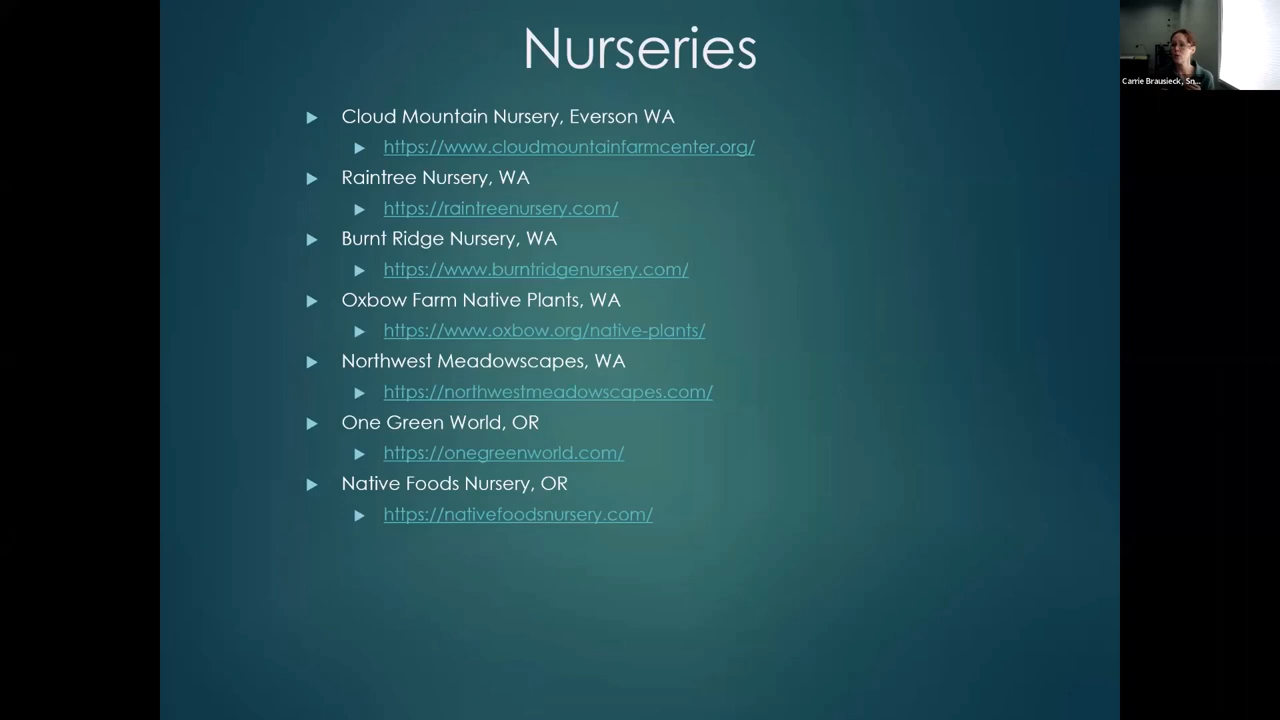 Nurseries
Cloud Mountain Nursery, Everson WA
https://www.cloudmountainfarmcenter.org/
Raintree Nursery, WA
https://raintreenursery.com/
Burnt Ridge Nursery, WA
https://www.burntridgenursery.com/
Oxbow Farm Native Plants, WA
https://www.oxbow.org/native-plants/
Northwest Meadowscapes, WA
https://northwestmeadowscapes.com/
One Green World, OR
https://onegreenworld.com/
Native Foods Nursery, OR
https://nativefoodsnursery.com/
Carrie Brausieck, Sn...